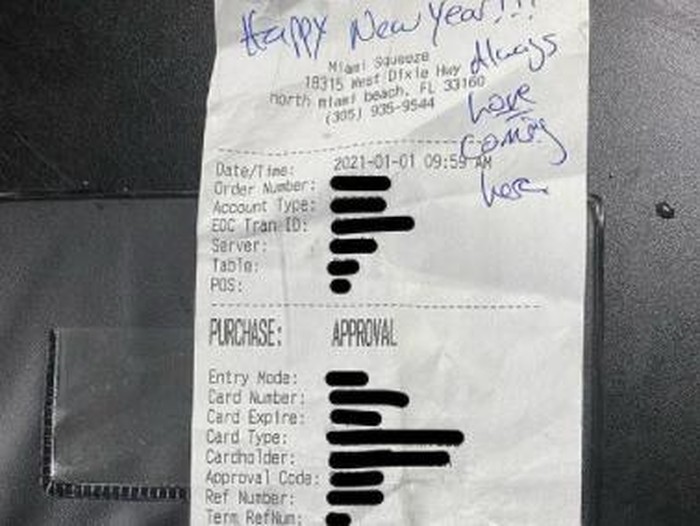 Happy New Year!!!
Always
Love
coming
here
Miami Squeeze
18315 West Dixie Hwy
north miami beach, FL 33160
(305) 935-9544
Date/Time: 2021-01-01 09:59 AM
Order Number:
Account Type:
EDC Tran ID:
Server:
Table:
POS:
PURCHASE: APPROVAL
Entry Mode:
Card Number:
Card Expire:
Card Type:
Cardholder:
Approval Code:
Ref Number:
Term RefNum: